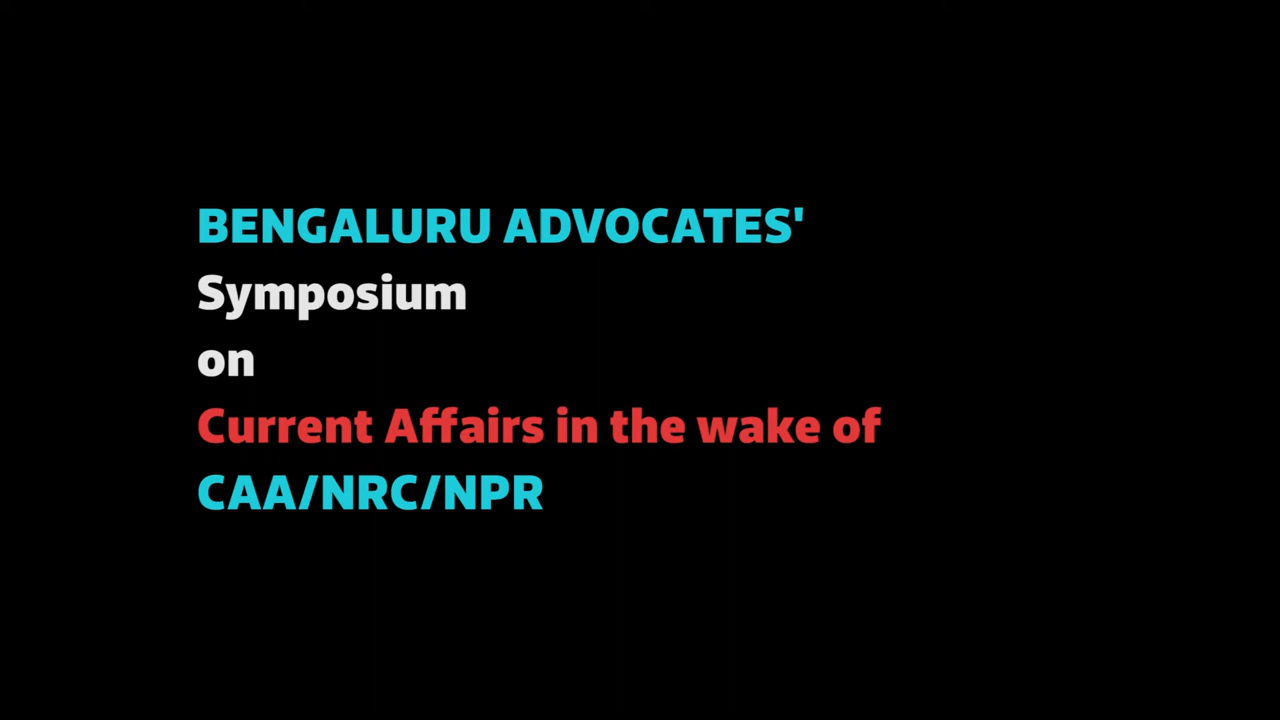 BENGALURU ADVOCATES'
Symposium
on
Current Affairs in the wake of
CAA/NRC/NPR